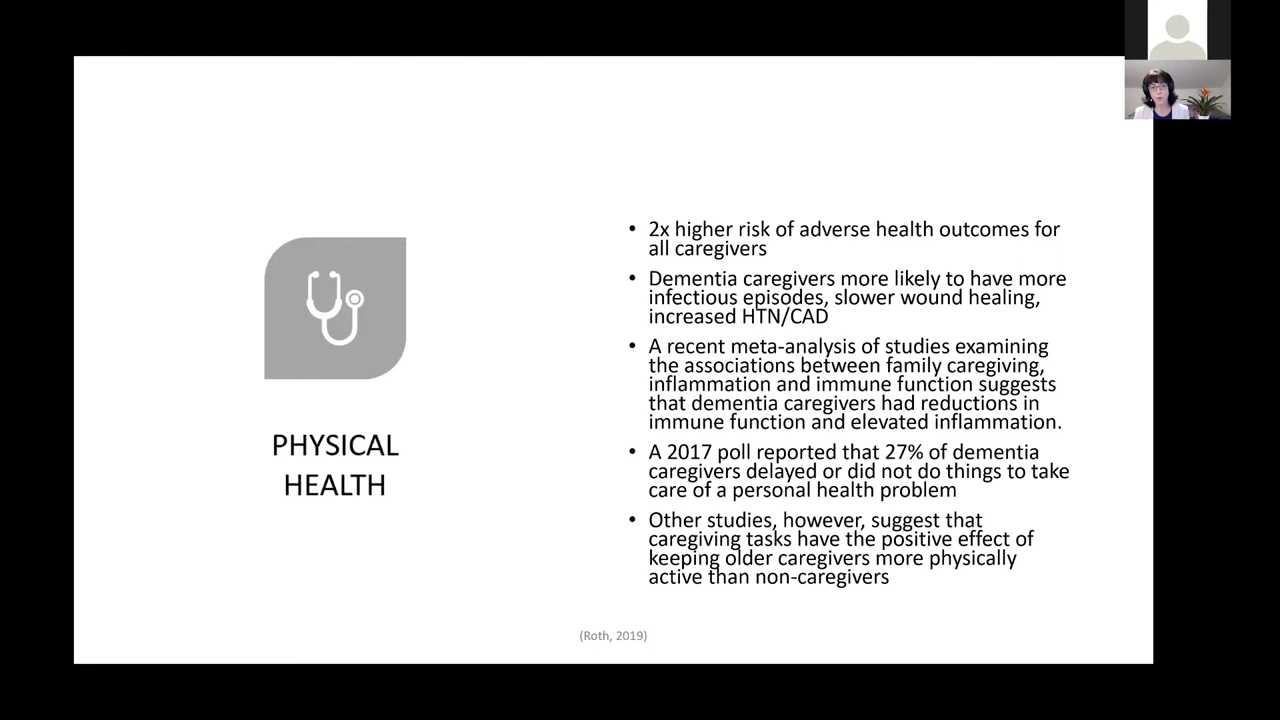 PHYSICAL
HEALTH
• 2x higher risk of adverse health outcomes for
all caregivers
• Dementia caregivers more likely to have more
infectious episodes, slower wound healing,
increased HTN/CAD
• A recent meta-analysis of studies examining
the associations between family caregiving,
inflammation and immune function suggests
that dementia caregivers had reductions in
immune function and elevated inflammation.
• A 2017 poll reported that 27% of dementia
caregivers delayed or did not do things to take
care of a personal health problem
• Other studies, however, suggest that
caregiving tasks have the positive effect of
keeping older caregivers more physically
active than non-caregivers
(Roth, 2019)